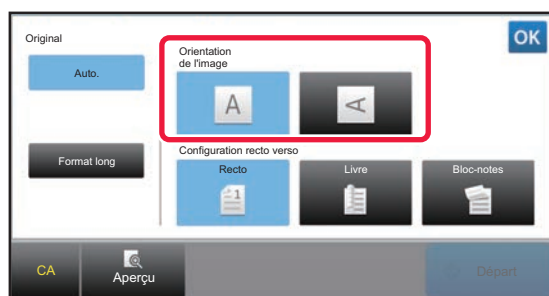 Original
OK
Orientation
de l'image
Auto.
A
A
Format long
Configuration recto verso
Recto
Livre
Bloc-notes
1
CA
Aperçu
Départ